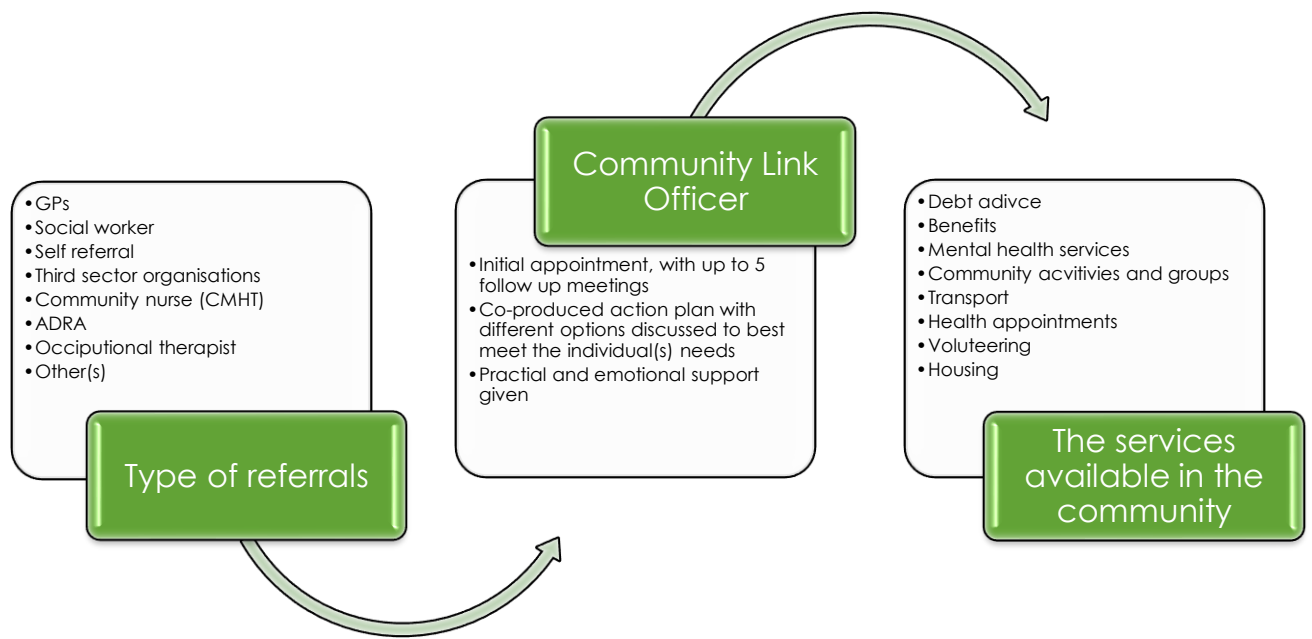 •GPs
•Social worker
•Self referral
•Third sector organisations
•Community nurse (CMHT)
•ADRA
•Occiputional therapist
•Other(s)
Type of referrals
Community Link
Officer
•Initial appointment, with up to 5
follow up meetings
•Co-produced action plan with
different options discussed to best
meet the individual(s) needs
•Practial and emotional support
given
•Debt adivce
•Benefits
•Mental health services
•Community acvitivies and groups
•Transport
•Health appointments
•Voluteering
•Housing
The services
available in the
community